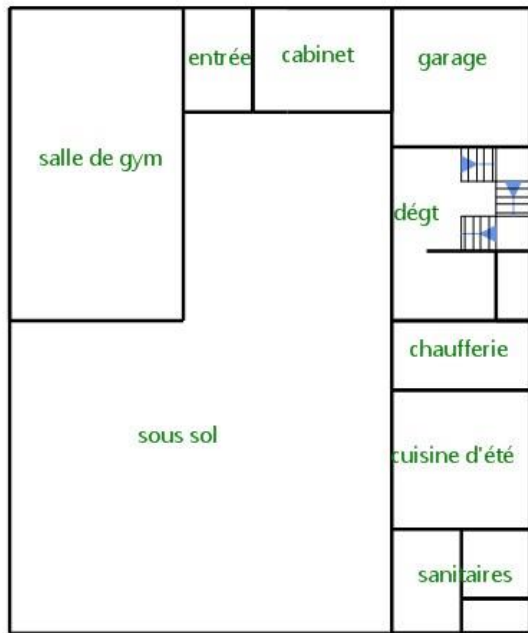 entrée
cabinet
garage
salle de gym
dégt
chaufferie
sous sol
cuisine d'été
sanitaires